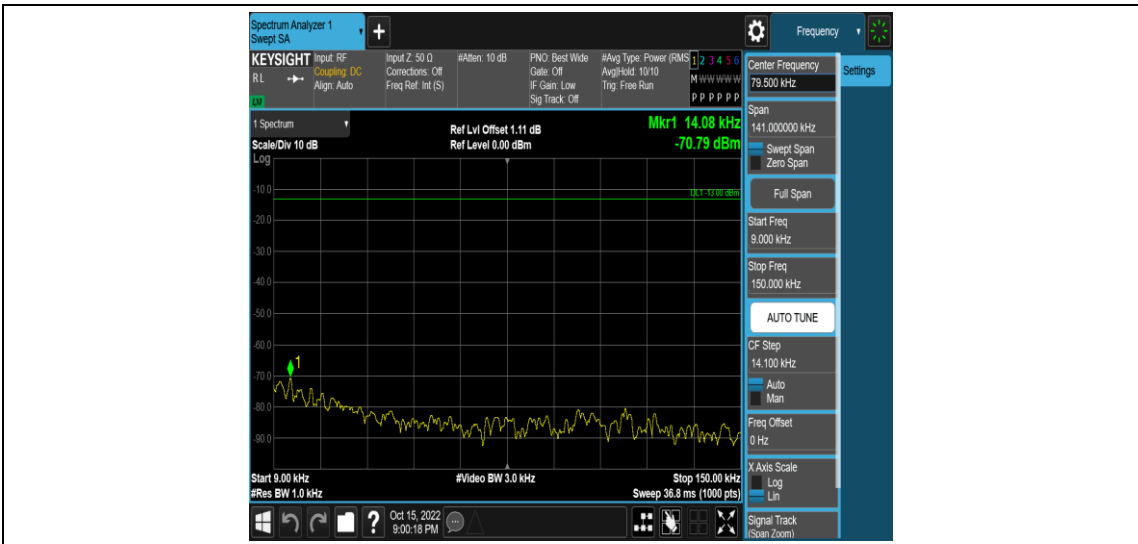 Spectrum Analyzer 1
Swept SA
+
Frequency
KEYSIGHT
RL
LXI
Input: RF
Coupling: DC
Align: Auto
Input Z: 50 Ω
Corrections: Off
Freq Ref: Int (S)
#Atten: 10 dB
PNO: Best Wide
Gate: Off
IF Gain: Low
Sig Track: Off
#Avg Type: Power (RMS
Avg|Hold: 10/10
Trig: Free Run
1 2 3 4 5 6
M W W W W W
P P P P P P
1 Spectrum
Scale/Div 10 dB
Log
Ref Lvl Offset 1.11 dB
Ref Level 0.00 dBm
Mkr1 14.08 kHz
-70.79 dBm
DL1 -13.00 dBm
-10.0
-20.0
-30.0
-40.0
-50.0
-60.0
-70.0
-80.0
-90.0
1
Start 9.00 kHz
#Res BW 1.0 kHz
#Video BW 3.0 kHz
Stop 150.00 kHz
Sweep 36.8 ms (1000 pts)
?
Oct 15, 2022
9:00:18 PM
Center Frequency
79.500 kHz
Settings
Span
141.000000 kHz
Swept Span
Zero Span
Full Span
Start Freq
9.000 kHz
Stop Freq
150.000 kHz
AUTO TUNE
CF Step
14.100 kHz
Auto
Man
Freq Offset
0 Hz
X Axis Scale
Log
Lin
Signal Track
(Span Zoom)